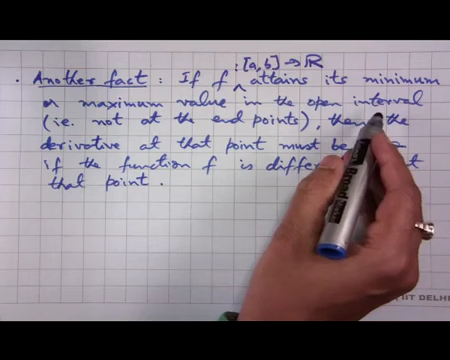 : [a, b] → ℝ
. Another fact : If f ^ attains its minimum
or maximum value in the open interval
(i.e. not at the end points), then the
derivative at that point must be
if the function f is differ t
that point .
IIT DELHI